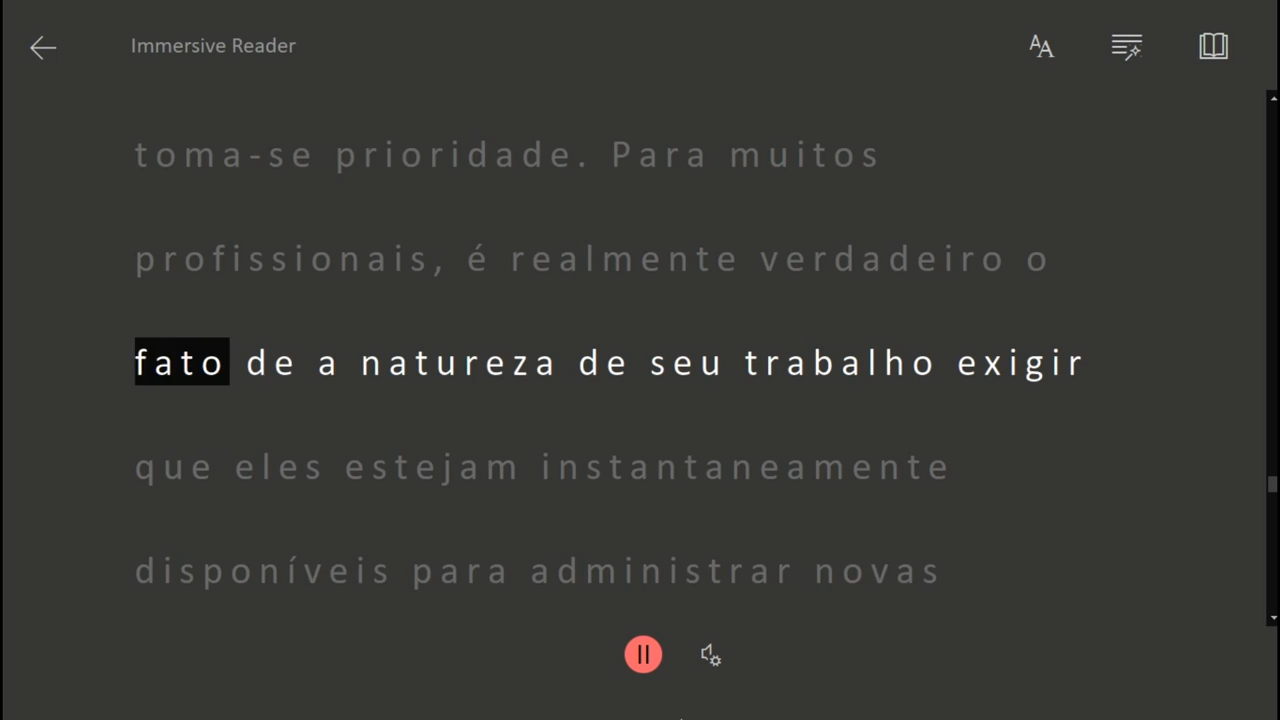 Immersive Reader
toma-se prioridade. Para muitos
profissionais, é realmente verdadeiro o
fato de a natureza de seu trabalho exigir
que eles estejam instantaneamente
disponíveis para administrar novas